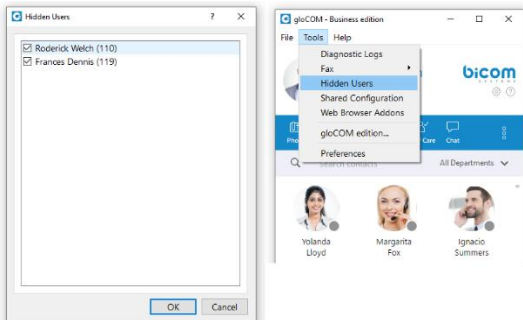 Hidden Users
Roderick Welch (110)
Frances Dennis (119)
OK
Cancel
gloCOM - Business edition
File Tools Help
Diagnostic Logs
Fax
Hidden Users
Shared Configuration
Web Browser Addons
gloCOM edition...
Preferences
bicom
Care Chat
Search contacts
All Departments
Yolanda
Lloyd
Margarita
Fox
Ignacio
Summers